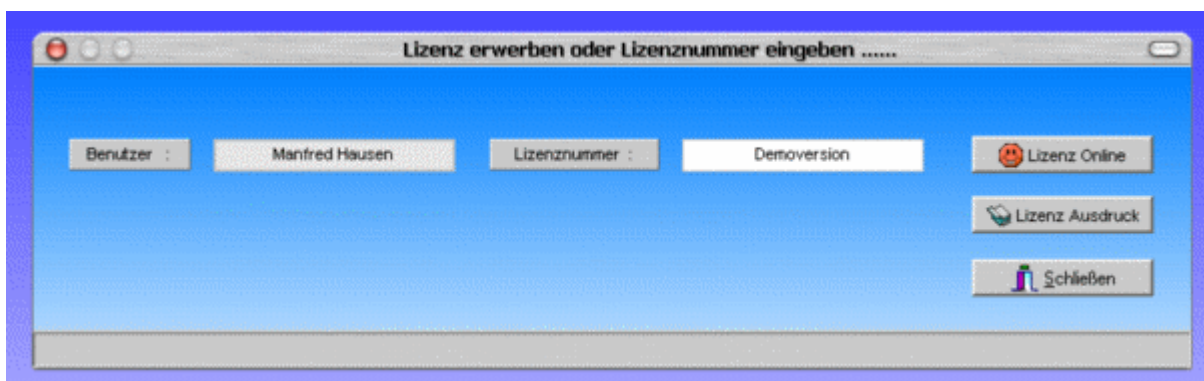 Lizenz erwerben oder Lizenznummer eingeben ......
Benutzer : Manfred Hausen Lizenznummer : Demoversion Lizenz Online
Lizenz Ausdruck
Schließen